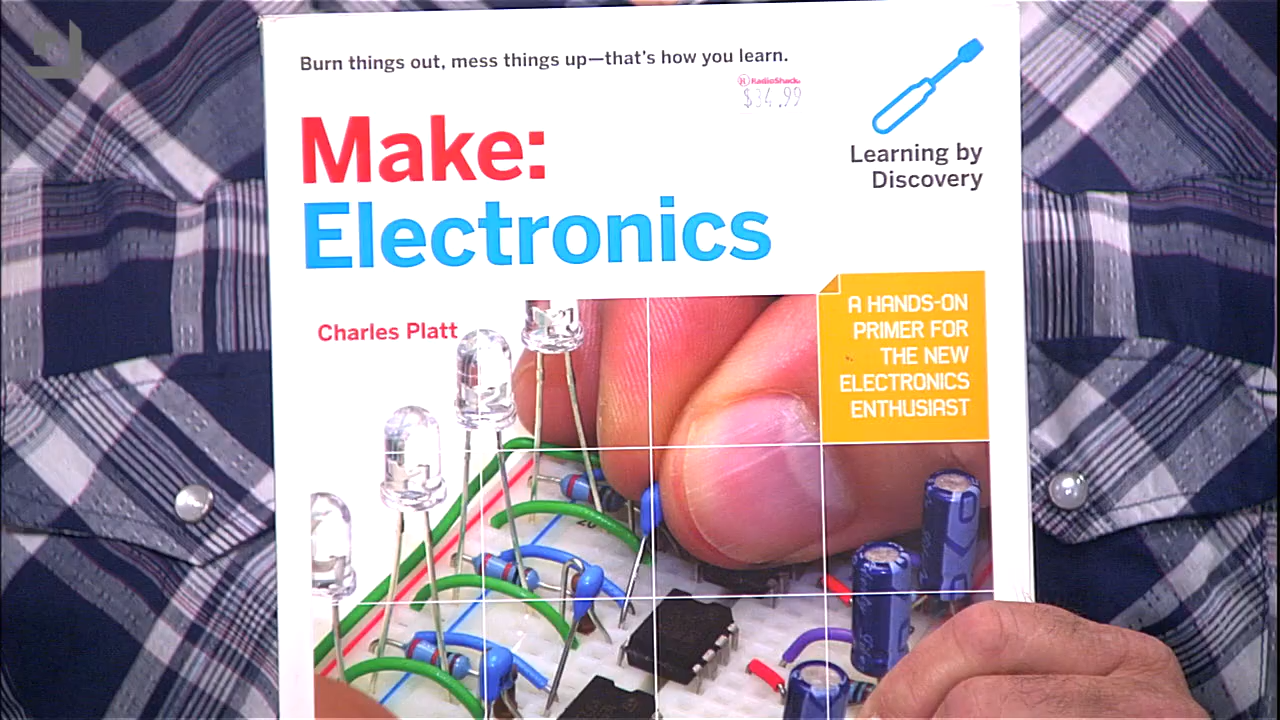 Burn things out, mess things up—that's how you learn.
RadioShack
$34.99
Make:
Electronics
Learning by
Discovery
Charles Platt
A HANDS-ON
PRIMER FOR
THE NEW
ELECTRONICS
ENTHUSIAST